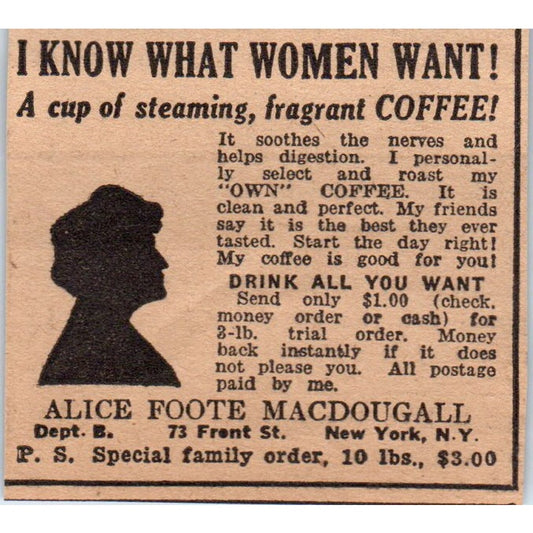 I KNOW WHAT WOMEN WANT!
A cup of steaming, fragrant COFFEE!
It soothes the nerves and
helps digestion. I personal-
ly select and roast my
"OWN" COFFEE. It is
clean and perfect. My friends
say it is the best they ever
tasted. Start the day right!
My coffee is good for you!
DRINK ALL YOU WANT
Send only $1.00 (check,
money order or cash) for
3-lb. trial order. Money
back instantly if it does
not please you. All postage
paid by me.
ALICE FOOTE MACDOUGALL
Dept. B. 73 Front St. New York, N.Y.
P. S. Special family order, 10 lbs., $3.00